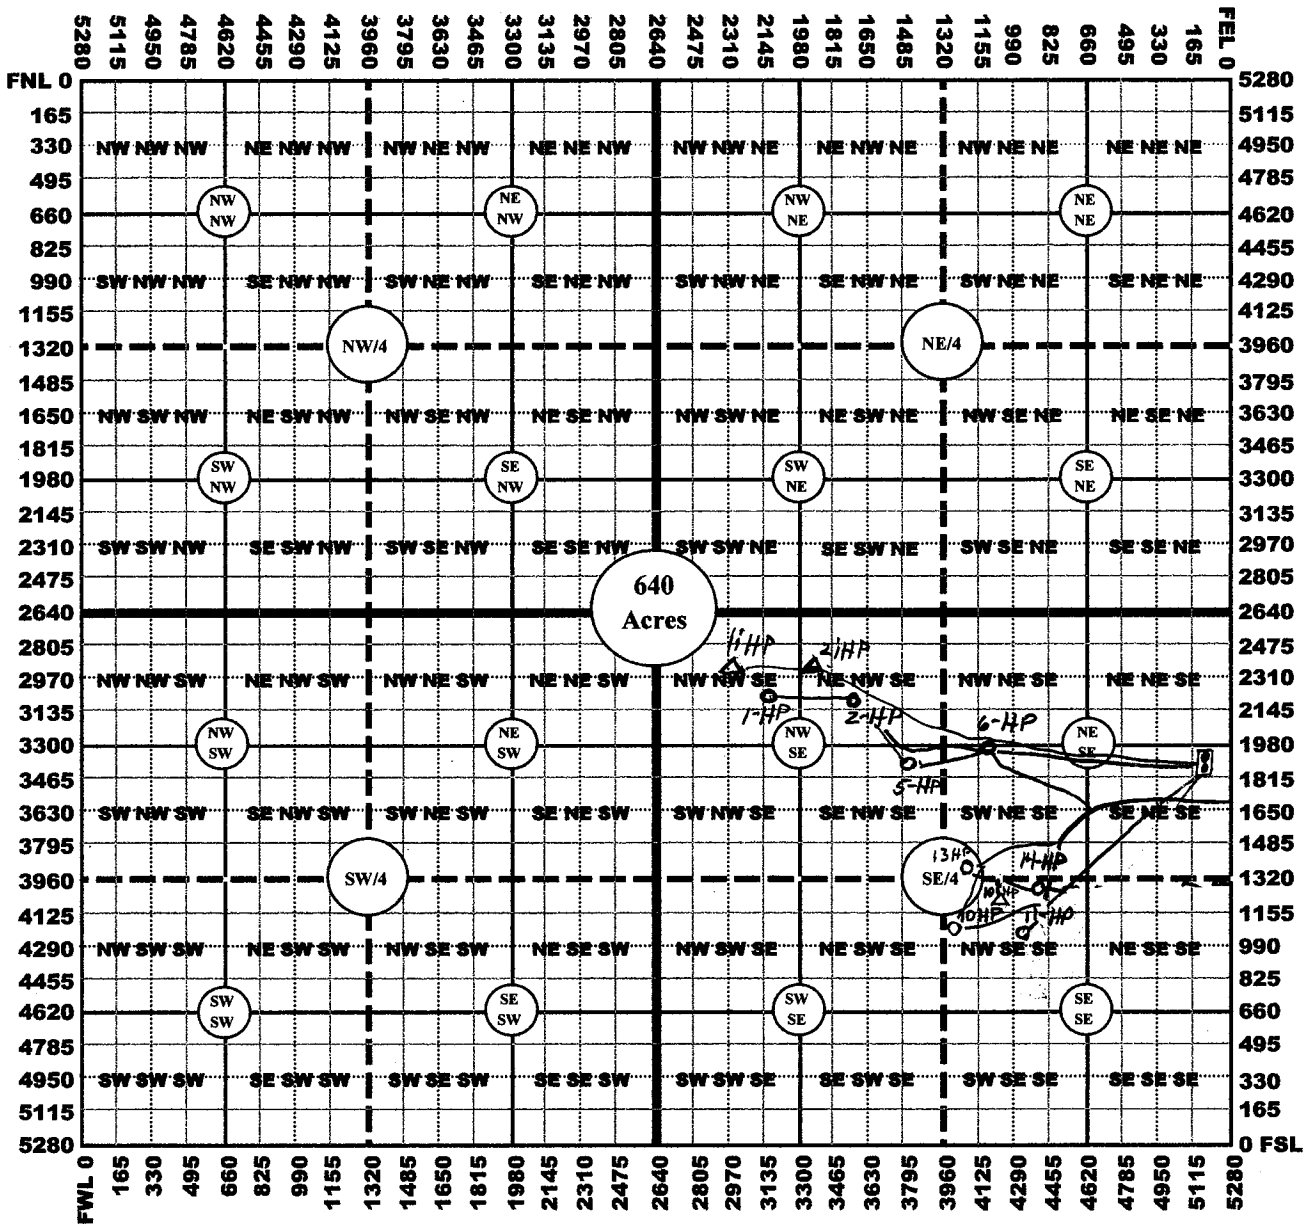 5280 5115 4950 4785 4620 4455 4290 4125 3960 3795 3630 3465 3300 3135 2970 2805 2640 2475 2310 2145 1980 1815 1650 1485 1320 1155 990 825 660 4955 330 165 FEL 0
FNL 0 5280
165 5115
330 NW NW NW NE NW NW NW NE NW NE NE NW NW NW NE NE NW NE NW NE NE NE NE NE 4950
495 4785
NW NE NW NE
660 NW NW NE NE 4620
825 4455
990 SW NW NW SE NW NW SW NE NW SE NE NW SW NW NE SE NW NE SW NE NE SE NE NE 4290
1155 4125
1320 NW/4 NE/4 3960
1485 3795
1650 NW SW NW NE SW NW NW SE NW NE SE NW NW SW NE NE SW NE NW SE NE NE SE NE 3630
1815 3465
SW SE SW SE
1980 NW NW NE NE 3300
2145 3135
2310 SW SW NW SE SW NW SW SE NW SE SE NW SW SW NE SE SW NE SW SE NE SE SE NE 2970
2475 640 2805
2640 Acres 2640
2805 1iHP 2iHP 2475
2970 NW NW SW NE NW SW NW NE SW NE NE SW NW NW SE NE NW SE NW NE SE NE NE SE 2310
3135 1-HP 2-HP 6-HP 2145
NW NE NW NE
3300 SW SW SE SE 1980
3465 5-HP 1815
3630 SW NW SW SE NW SW SW NE SW SE NE SW SW NW SE SE NW SE SW NE SE SE NE SE 1650
3795 13HP 14-HP 1485
3960 SW/4 SE/4 1320
10iHP
4125 10HP 11-HP 1155
4290 NW SW SW NE SW SW NW SE SW NE SE SW NW SW SE NE SW SE NW SE SE NE SE SE 990
4455 825
SW SE SW SE
4620 SW SW SE SE 660
4785 495
4950 SW SW SW SE SW SW SW SE SW SE SE SW SW SW SE SE SW SE SW SE SE SE SE SE 330
5115 165
5280 0 FSL
FWL 0 165 330 495 660 825 990 1155 1320 1485 1650 1815 1980 2145 2310 2475 2640 2805 2970 3135 3300 3465 3630 3795 3960 4125 4290 4455 4620 4785 4950 5115 5280